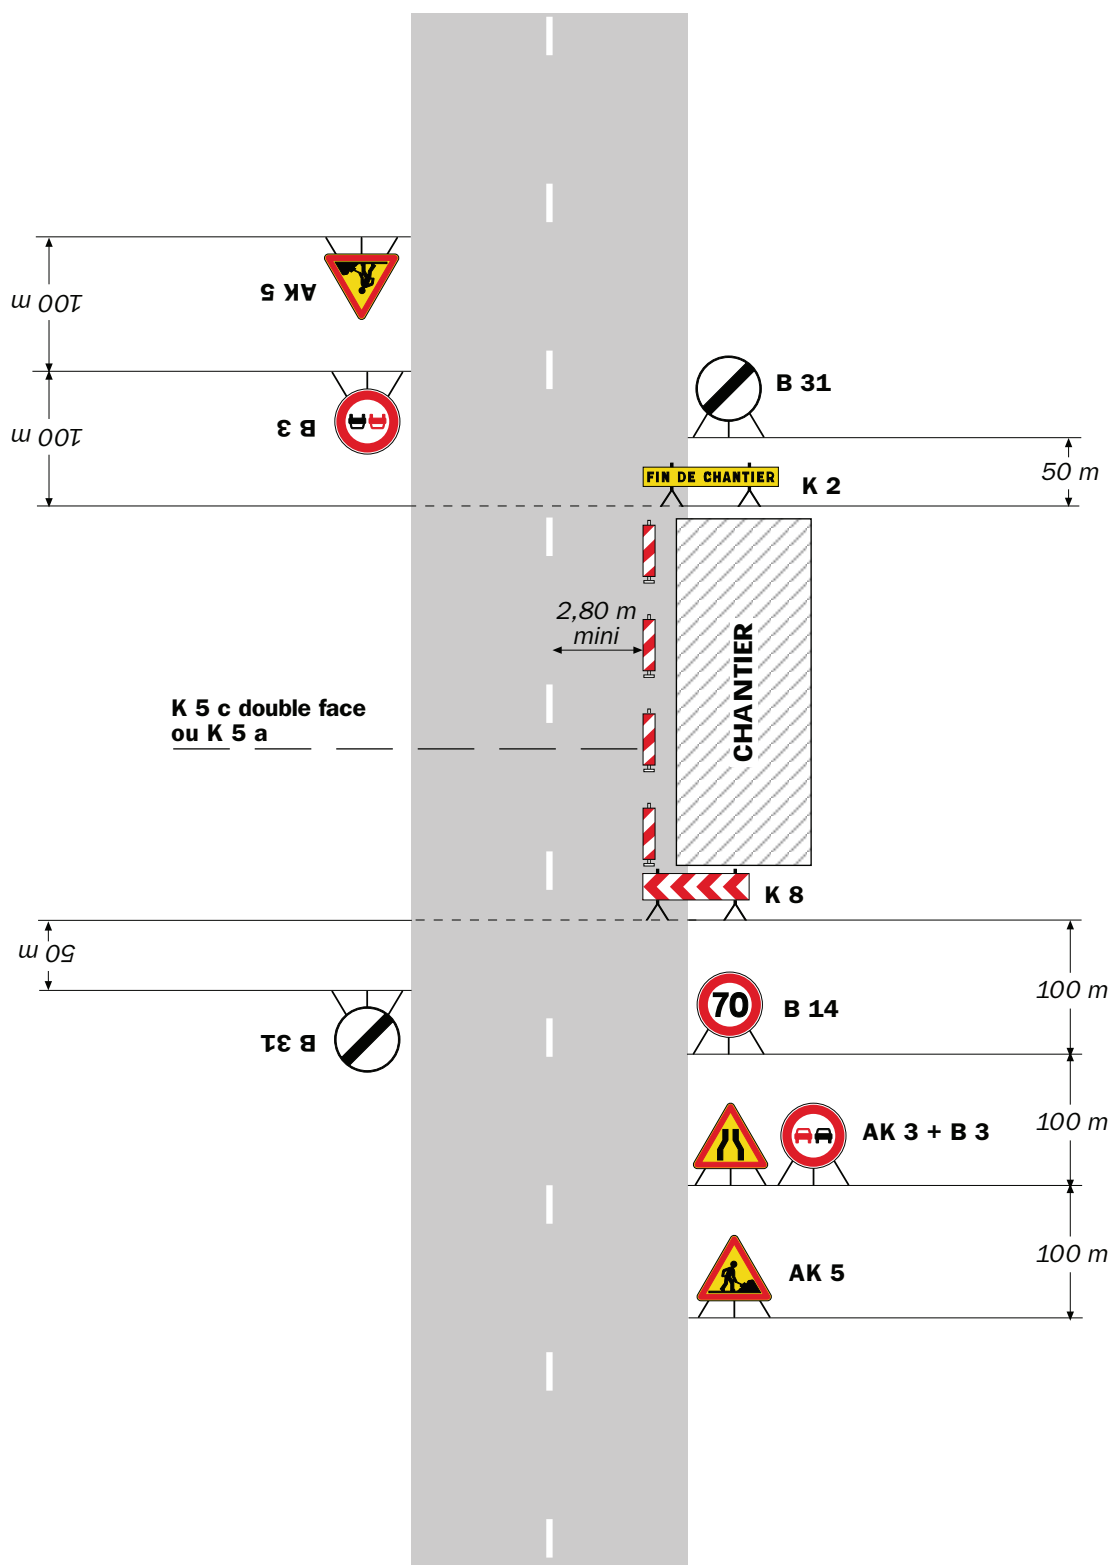 AK 5
100 m
B 3
100 m
B 31
50 m
FIN DE CHANTIER
K 2
2,80 m
mini
CHANTIER
K 5 c double face
ou K 5 a
K 8
50 m
B 31
70
B 14
100 m
AK 3 + B 3
100 m
AK 5
100 m